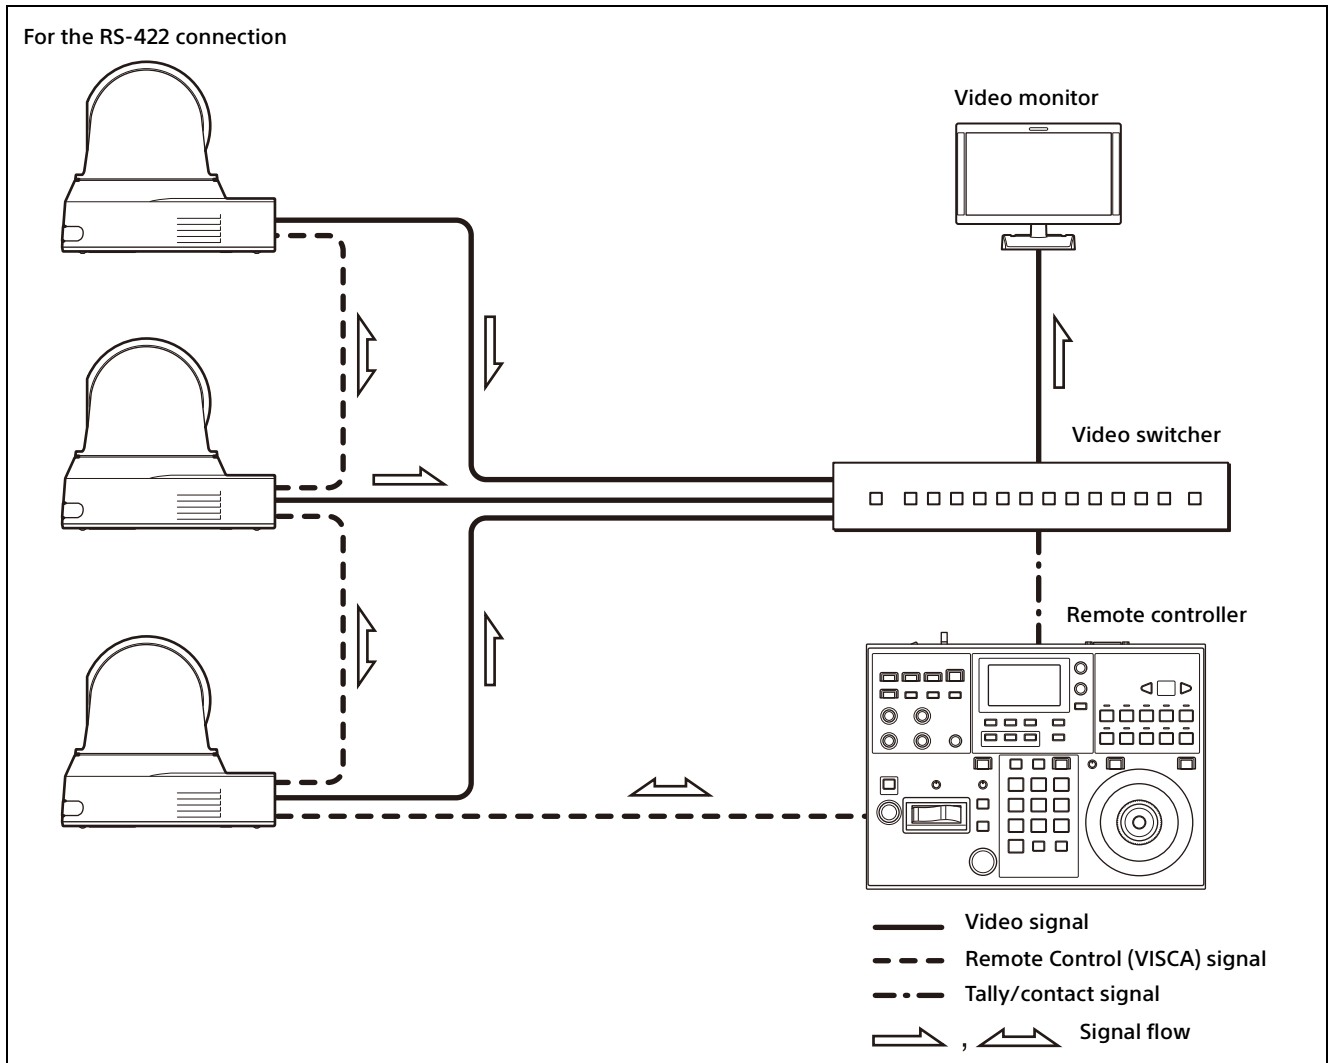 For the RS-422 connection
Video monitor
Video switcher
Remote controller
Video signal
Remote Control (VISCA) signal
Tally/contact signal
, Signal flow